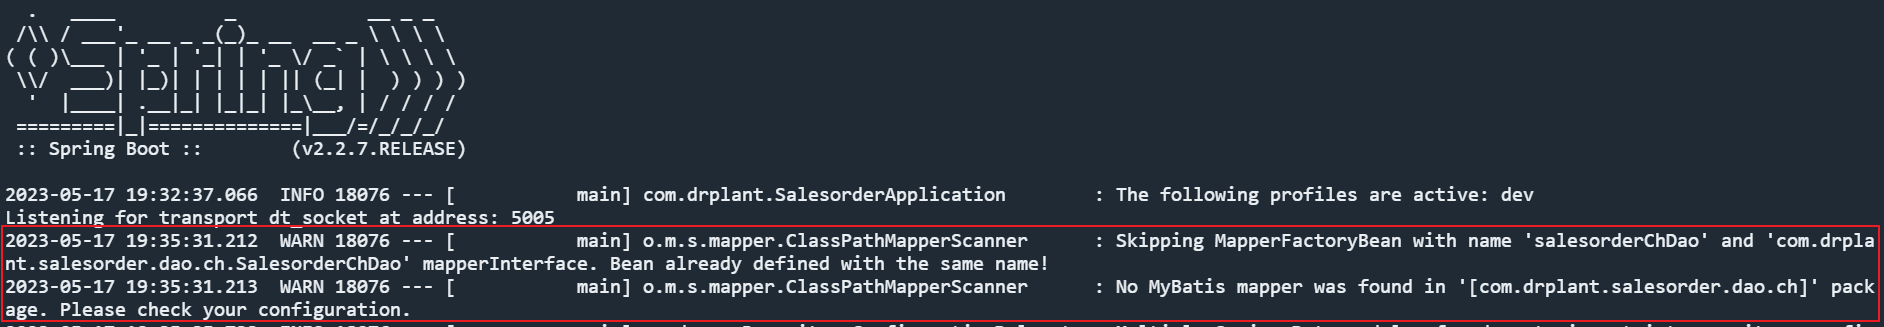 .   ____          _            __ _ _
 /\\ / ___'_ __ _ _(_)_ __  __ _ \ \ \ \
( ( )\___ | '_ | '_| | '_ \/ _` | \ \ \ \
 \\/  ___)| |_)| | | | | || (_| |  ) ) ) )
  '  |____| .__|_| |_|_| |_\__, | / / / /
 =========|_|==============|___/=/_/_/_/
 :: Spring Boot ::        (v2.2.7.RELEASE)
2023-05-17 19:32:37.066  INFO 18076 --- [           main] com.drplant.SalesorderApplication        : The following profiles are active: dev
Listening for transport dt_socket at address: 5005
2023-05-17 19:35:31.212  WARN 18076 --- [           main] o.m.s.mapper.ClassPathMapperScanner      : Skipping MapperFactoryBean with name 'salesorderChDao' and 'com.drpla
nt.salesorder.dao.ch.SalesorderChDao' mapperInterface. Bean already defined with the same name!
2023-05-17 19:35:31.213  WARN 18076 --- [           main] o.m.s.mapper.ClassPathMapperScanner      : No MyBatis mapper was found in '[com.drplant.salesorder.dao.ch]' pack
age. Please check your configuration.